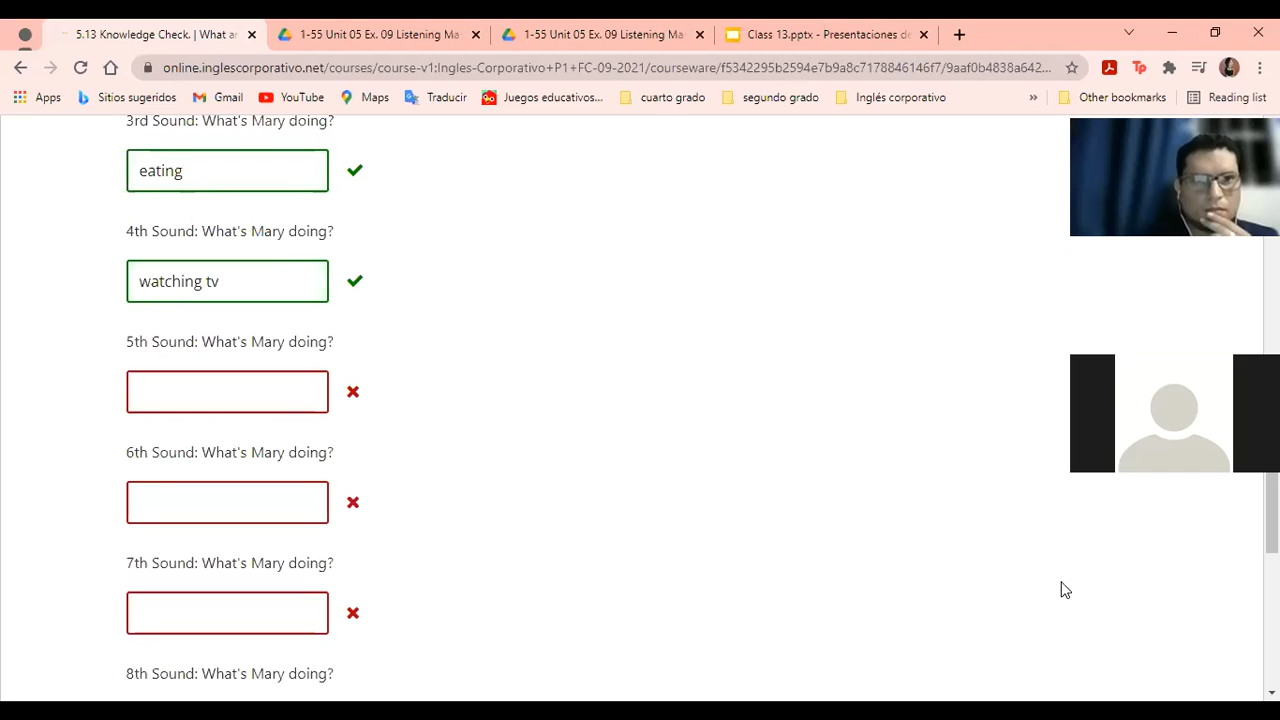 5.13 Knowledge Check. | What ar
1-55 Unit 05 Ex. 09 Listening Ma
1-55 Unit 05 Ex. 09 Listening Ma
Class 13.pptx - Presentaciones de
online.inglescorporativo.net/courses/course-v1:Ingles-Corporativo+P1+FC-09-2021/courseware/f5342295b2594e7b9a8c7178846146f7/9aaf0b4838a642...
Apps
Sitios sugeridos
Gmail
YouTube
Maps
Traducir
Juegos educativos...
cuarto grado
segundo grado
Inglés corporativo
»
Other bookmarks
Reading list
3rd Sound: What's Mary doing?
eating
4th Sound: What's Mary doing?
watching tv
5th Sound: What's Mary doing?
6th Sound: What's Mary doing?
7th Sound: What's Mary doing?
8th Sound: What's Mary doing?